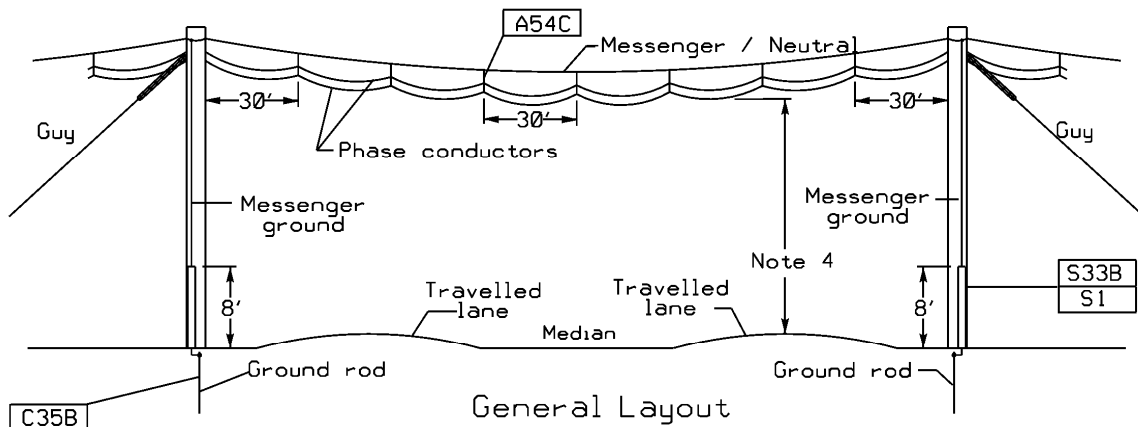 A54C
Messenger / Neutral
30'
30'
30'
Guy
Guy
Phase conductors
Messenger
ground
Messenger
ground
Note 4
S33B
S1
8'
8'
Travelled
lane
Travelled
lane
Median
Ground rod
Ground rod
C35B
General Layout